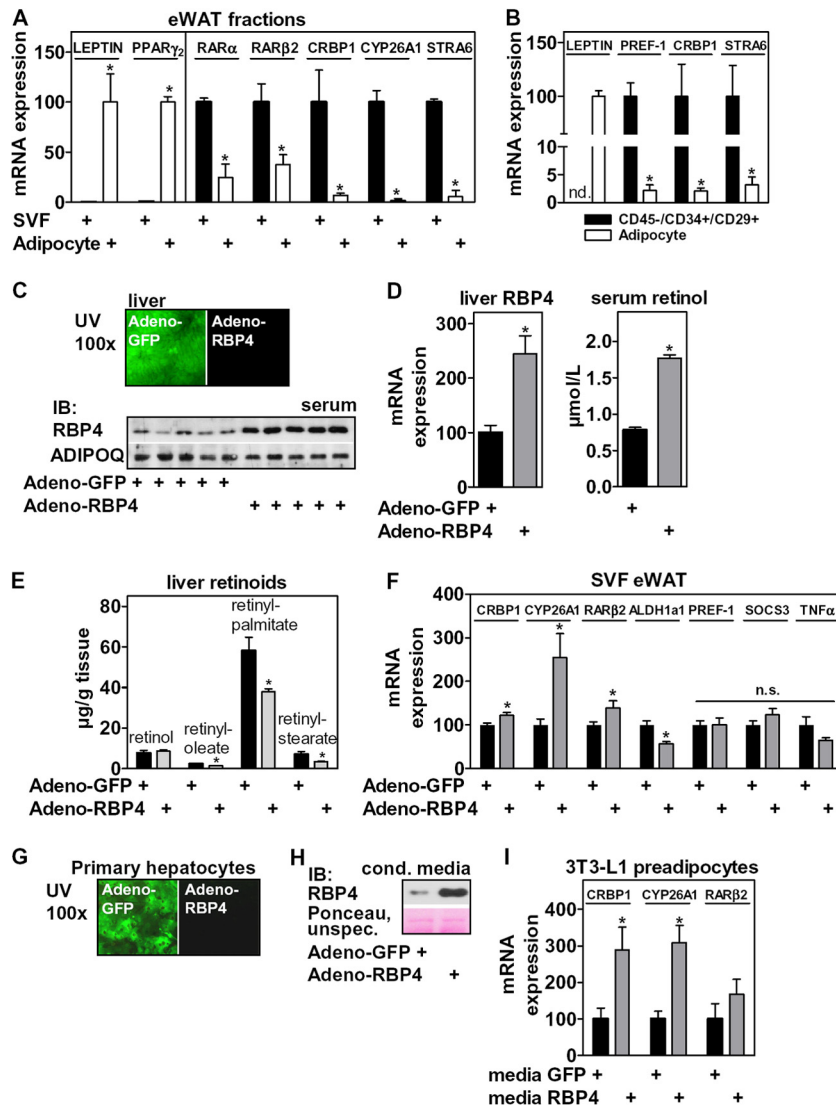 A
eWAT fractions
LEPTIN PPARγ2 RARα RARβ2 CRBP1 CYP26A1 STRA6
mRNA expression
150
100
50
0
* * * * * * *
SVF + + + + + + +
Adipocyte + + + + + + +
B
LEPTIN PREF-1 CRBP1 STRA6
mRNA expression
150
100
50
5
0
nd.
* * *
CD45-/CD34+/CD29+
Adipocyte
C
liver
UV
100x
Adeno-
GFP
Adeno-
RBP4
IB:
serum
RBP4
ADIPOQ
Adeno-GFP + + + + +
Adeno-RBP4 + + + + +
D
liver RBP4
mRNA
expression
300
200
100
0
*
serum retinol
µmol/L
2.0
1.0
0.0
*
Adeno-GFP + +
Adeno-RBP4 + +
E
liver retinoids
µg/g tissue
80
60
40
20
0
retinol
retinyl-
oleate
*
retinyl-
palmitate
*
retinyl-
stearate
*
Adeno-GFP + + + +
Adeno-RBP4 + + + +
F
SVF eWAT
CRBP1 CYP26A1 RARβ2 ALDH1a1 PREF-1 SOCS3 TNFα
mRNA
expression
400
300
200
100
0
* * * *
n.s.
Adeno-GFP + + + + + + +
Adeno-RBP4 + + + + + + +
G
Primary hepatocytes
UV
100x
Adeno-
GFP
Adeno-
RBP4
H
IB:
cond. media
RBP4
Ponceau,
unspec.
Adeno-GFP +
Adeno-RBP4 +
I
3T3-L1 preadipocytes
CRBP1 CYP26A1 RARβ2
mRNA
expression
400
300
200
100
0
* *
media GFP + + +
media RBP4 + + +